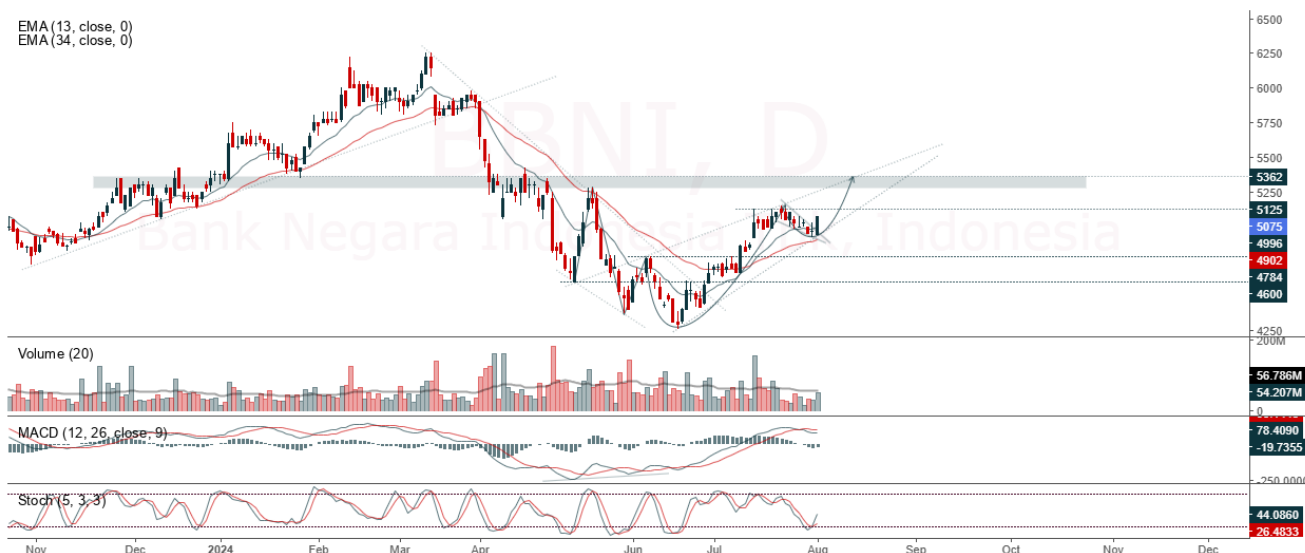 EMA (13, close, 0)
EMA (34, close, 0)
BBNI, D
Bank Negara Indonesia Indonesia
6500
6250
6000
5750
5500
5362
5250
5125
5075
4996
4902
4784
4600
4250
Volume (20)
200M
56.786M
54.207M
0
MACD (12, 26, close, 9)
78.4090
-19.7355
-250.0000
Stoch (5, 3, 3)
44.0860
26.4833
Nov Dec 2024 Feb Mar Apr Jun Jul Aug Sep Oct Nov Dec